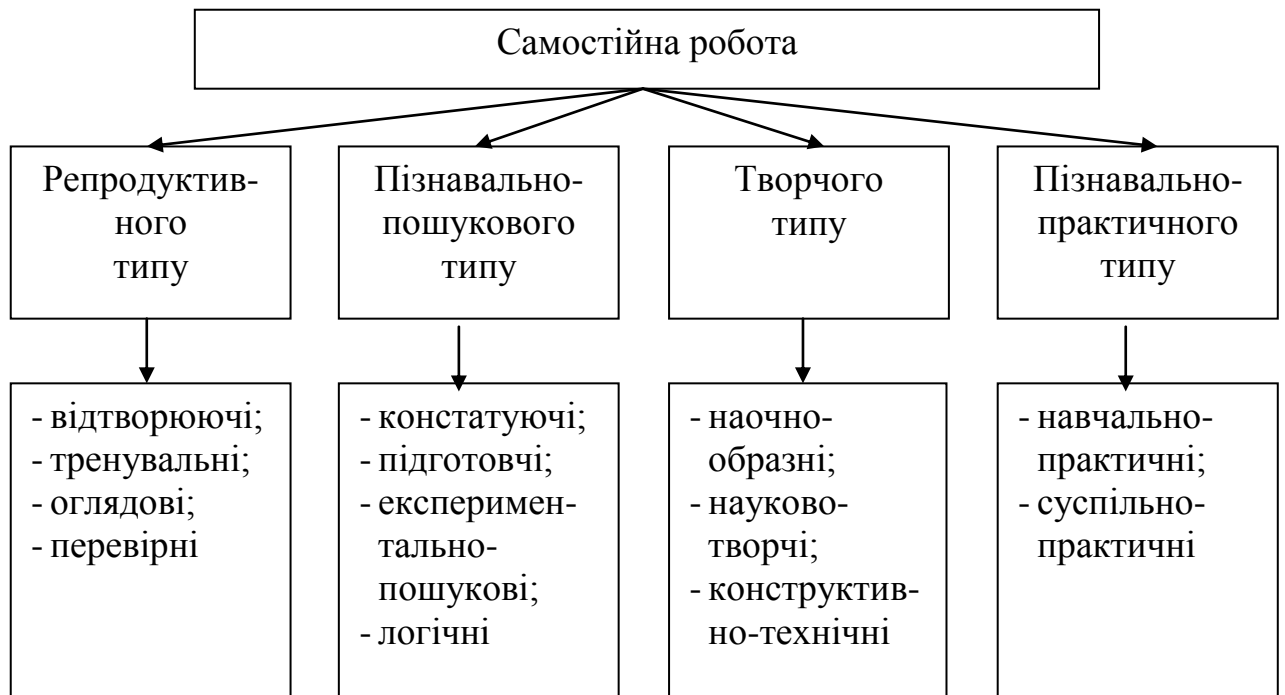 Самостійна робота
Репродуктив-
ного
типу
Пізнавально-
пошукового
типу
Творчого
типу
Пізнавально-
практичного
типу
- відтворюючі;
- тренувальні;
- оглядові;
- перевірні
- констатуючі;
- підготовчі;
- експеримен-
тально-
пошукові;
- логічні
- наочно-
образні;
- науково-
творчі;
- конструктив-
но-технічні
- навчально-
практичні;
- суспільно-
практичні